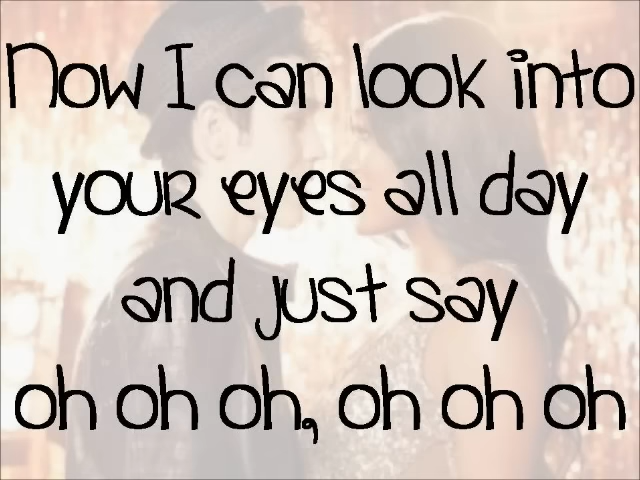 Now I can look into
your eyes all day
and just say
oh oh oh, oh oh oh